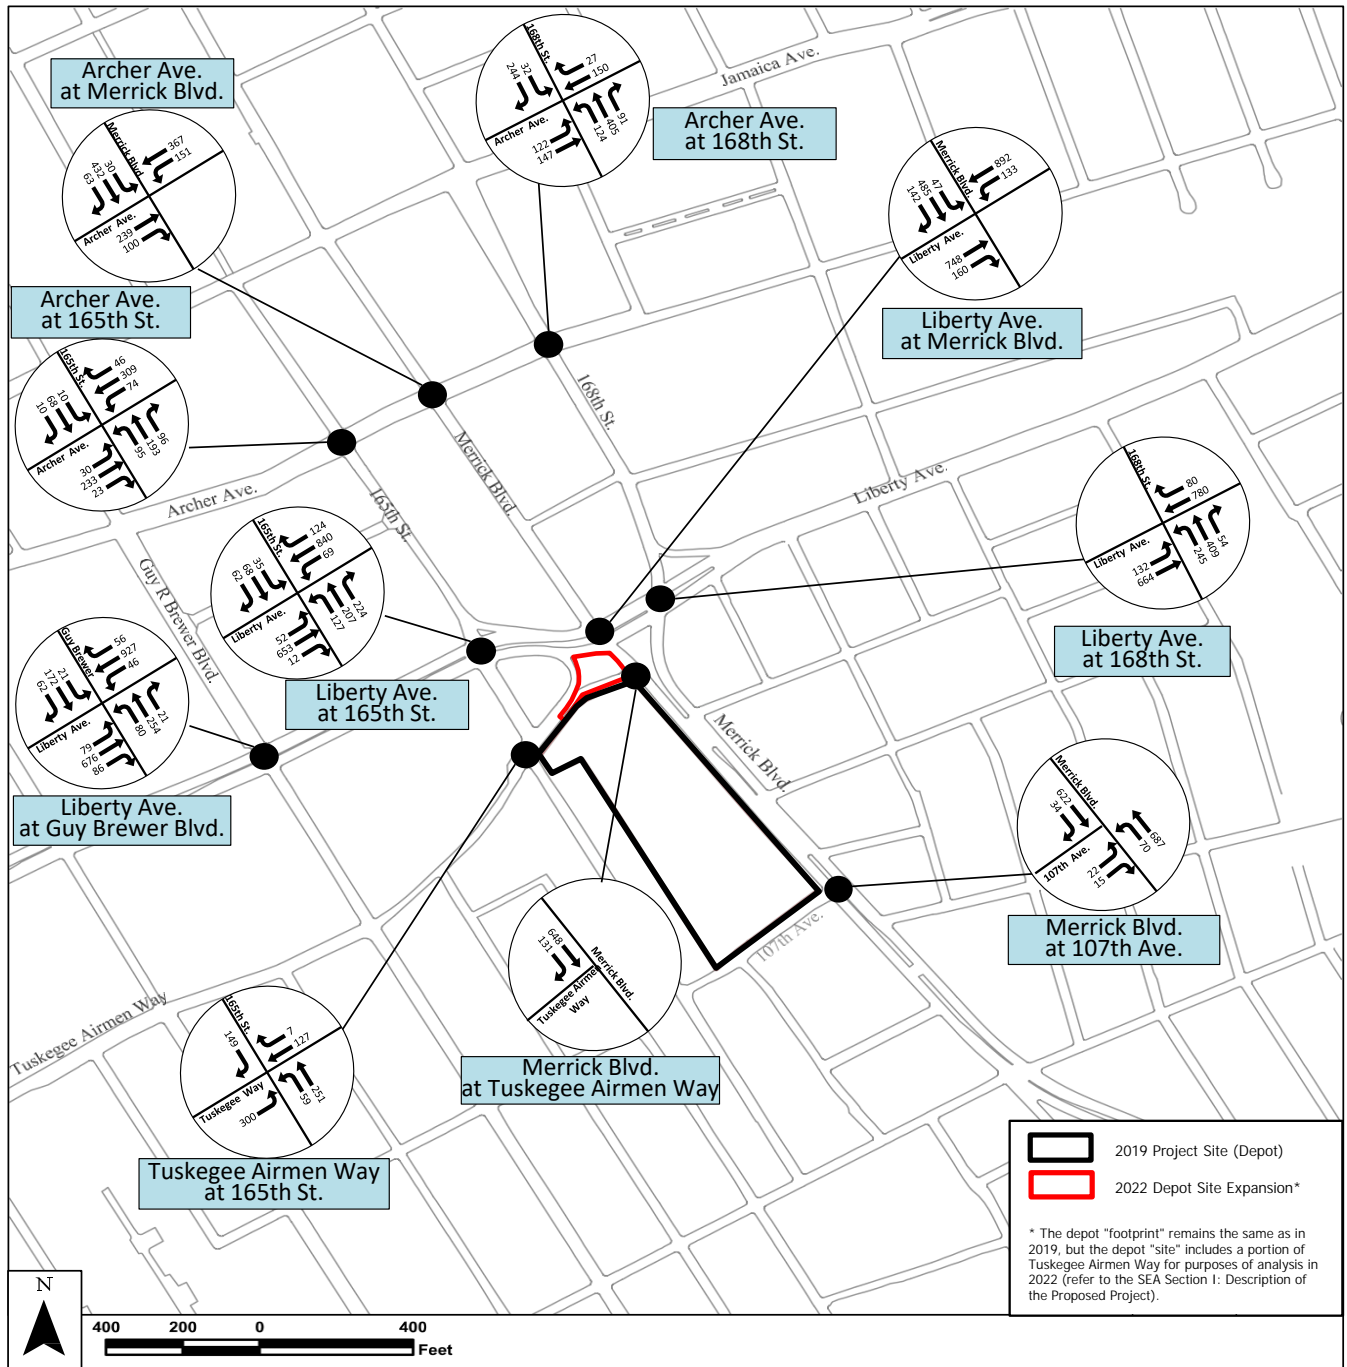 Archer Ave.
at Merrick Blvd.
Merrick Blvd.
367
151
30
432
63
Archer Ave.
239
100
168th St.
27
150
32
244
Archer Ave.
122
147
91
405
124
Archer Ave.
at 168th St.
Jamaica Ave.
Merrick Blvd.
892
133
47
485
142
Liberty Ave.
748
160
Liberty Ave.
at Merrick Blvd.
Archer Ave.
at 165th St.
165th St.
46
309
74
10
68
10
Archer Ave.
30
233
23
96
193
95
168th St.
Merrick Blvd.
165th St.
Archer Ave.
Guy R Brewer Blvd.
Liberty Ave.
168th St.
80
780
Liberty Ave.
132
664
54
409
245
Liberty Ave.
at 168th St.
165th St.
124
840
69
35
68
62
Liberty Ave.
52
653
12
224
207
127
Liberty Ave.
at 165th St.
Guy Brewer
56
927
46
21
172
62
Liberty Ave.
79
676
86
21
254
80
Liberty Ave.
at Guy Brewer Blvd.
Merrick Blvd.
Merrick Blvd.
622
34
107th Ave.
22
15
687
70
Merrick Blvd.
at 107th Ave.
107th Ave.
648
131
Merrick Blvd.
Tuskegee Airmen
Way
Merrick Blvd.
at Tuskegee Airmen Way
Tuskegee Airmen Way
165th St.
7
127
149
Tuskegee Way
300
251
59
Tuskegee Airmen Way
at 165th St.
2019 Project Site (Depot)
2022 Depot Site Expansion*
* The depot "footprint" remains the same as in
2019, but the depot "site" includes a portion of
Tuskegee Airmen Way for purposes of analysis in
2022 (refer to the SEA Section I: Description of
the Proposed Project).
N
400 200 0 400
Feet